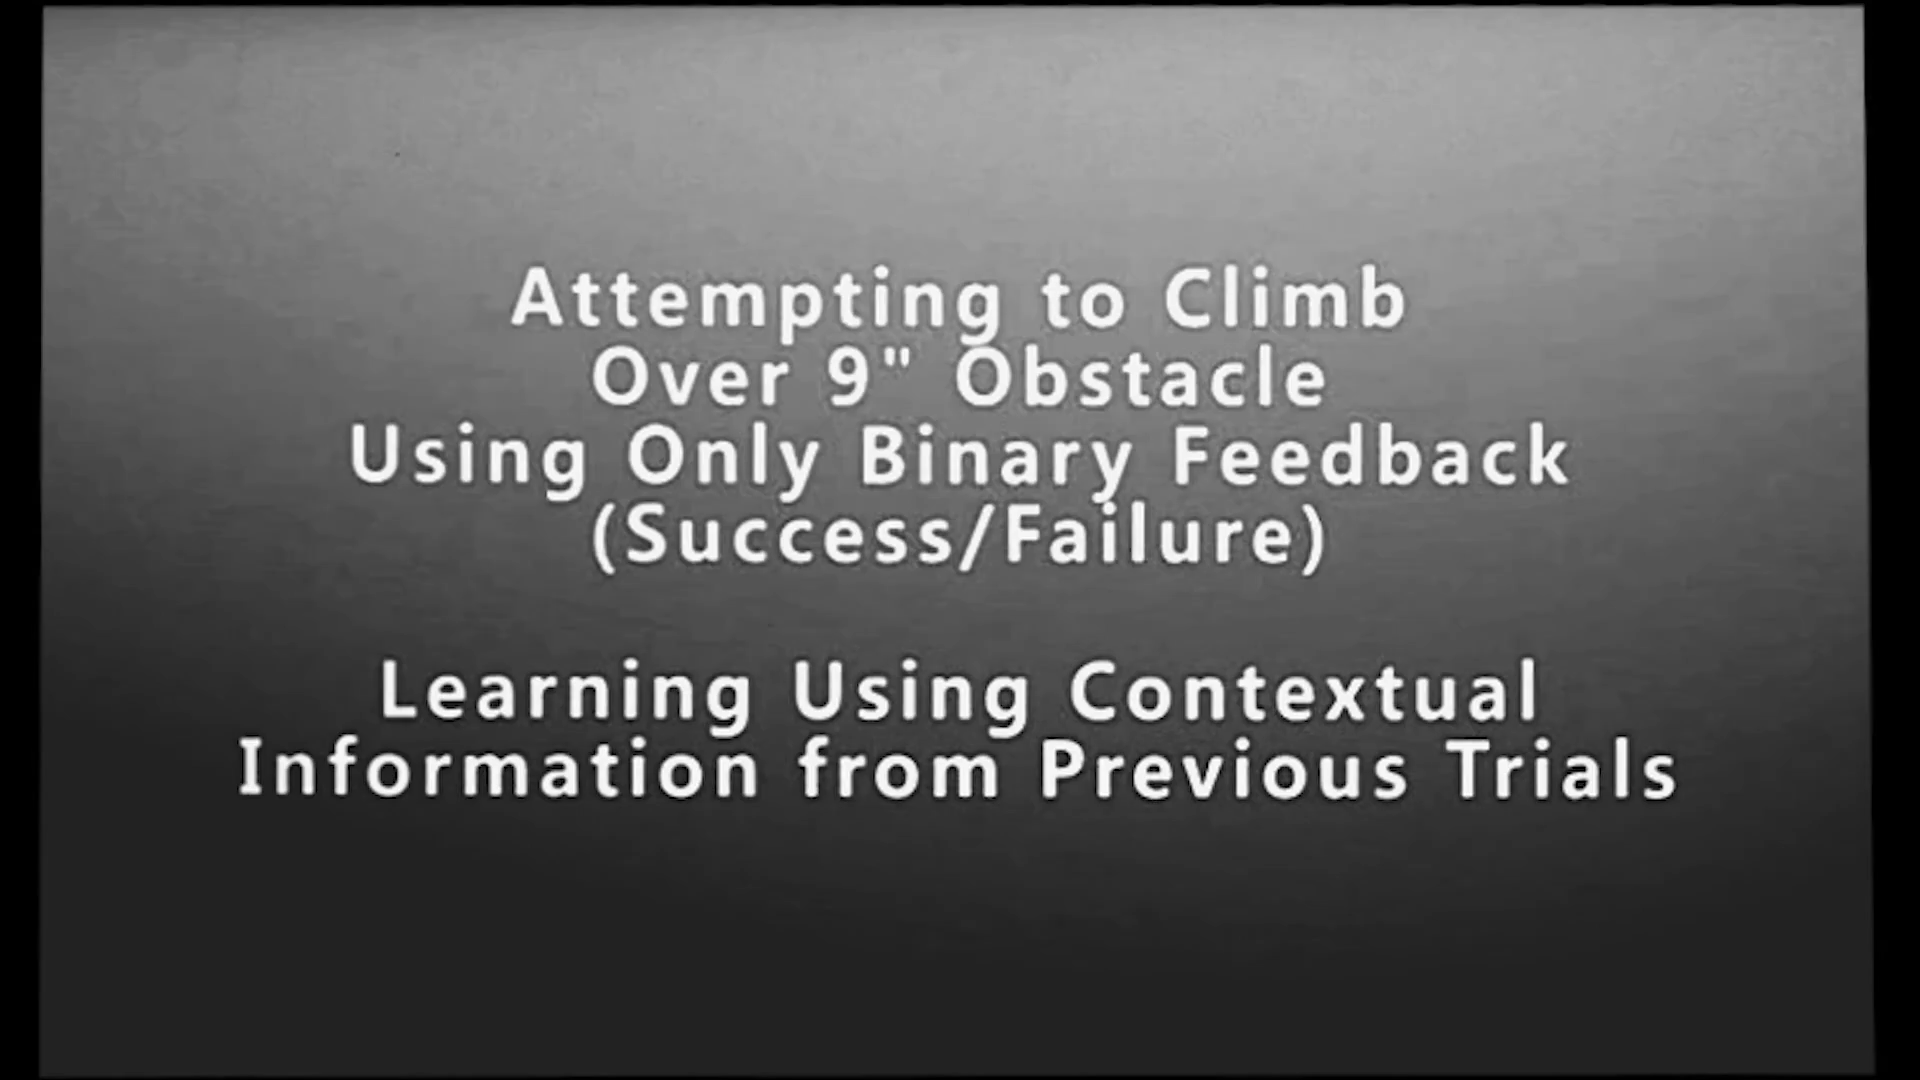 Attempting to Climb
Over 9" Obstacle
Using Only Binary Feedback
(Success/Failure)
Learning Using Contextual
Information from Previous Trials